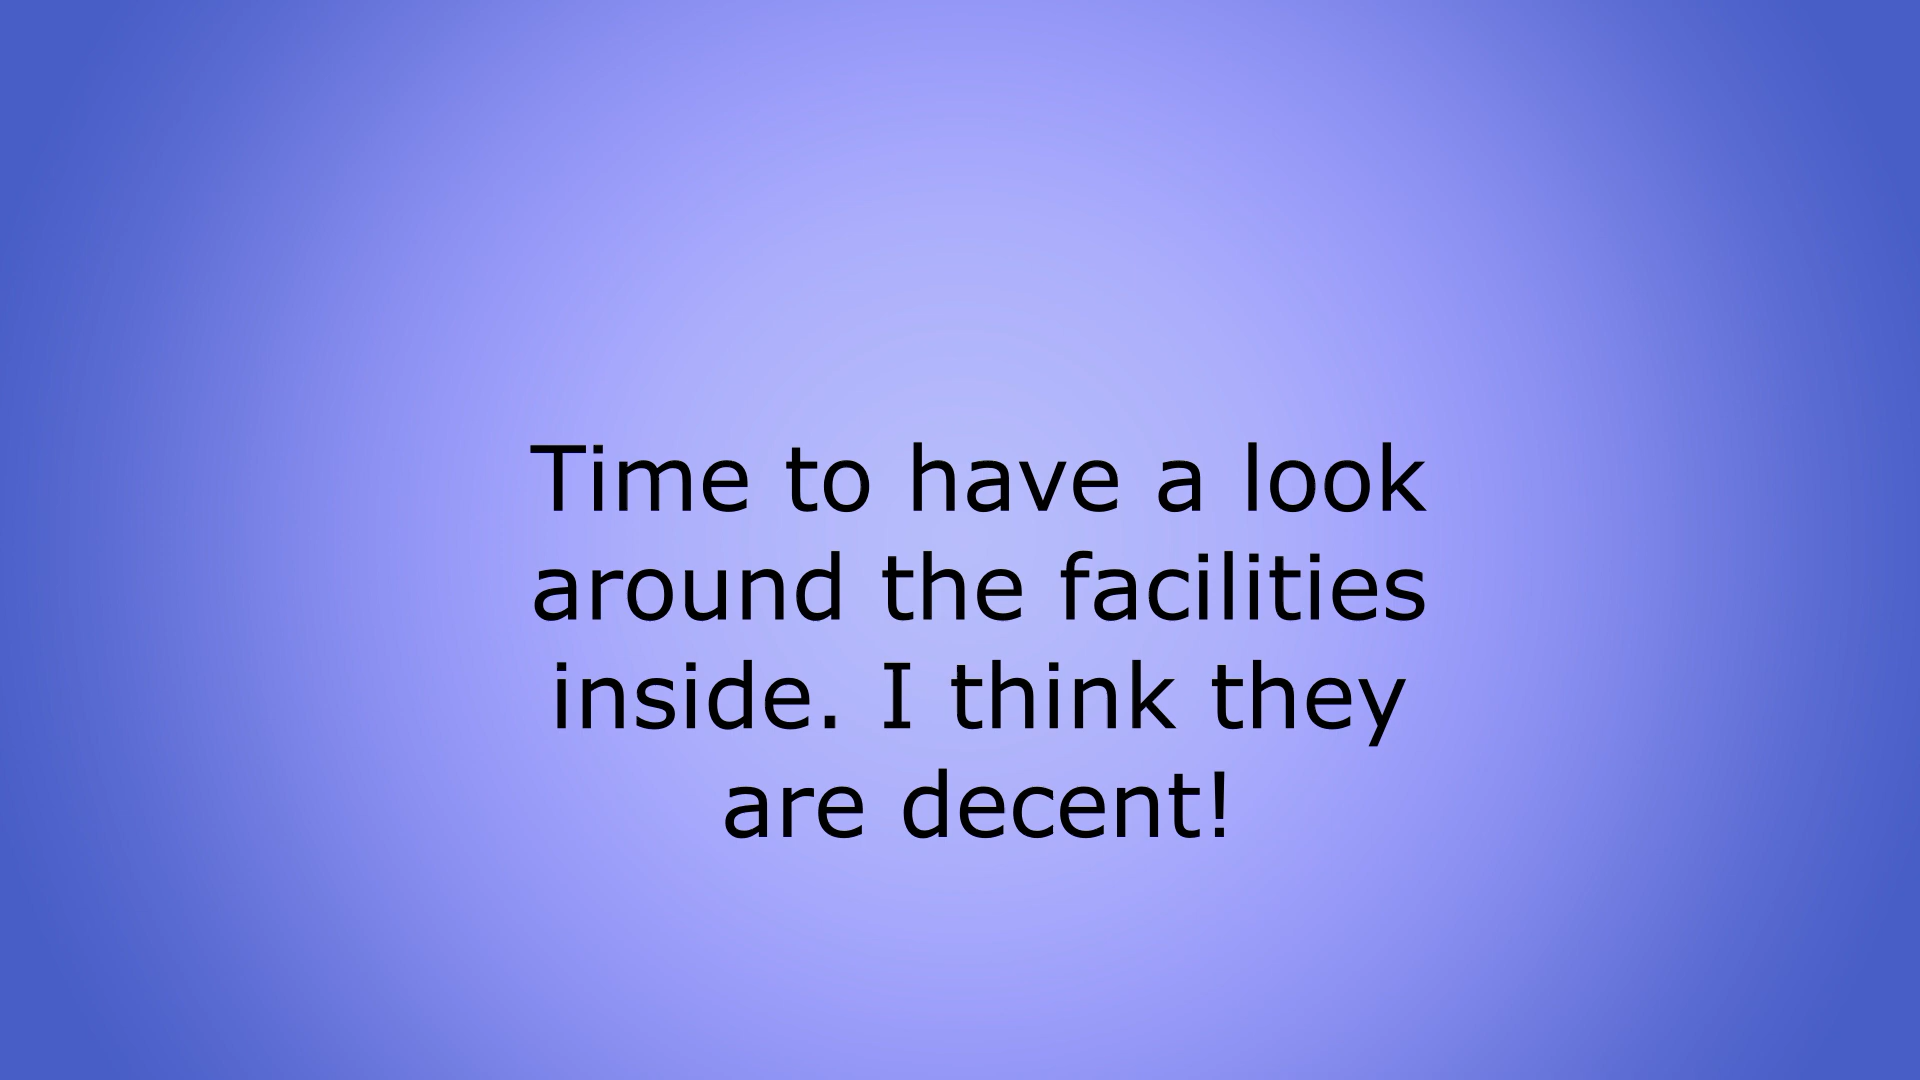 Time to have a look
around the facilities
inside. I think they
are decent!